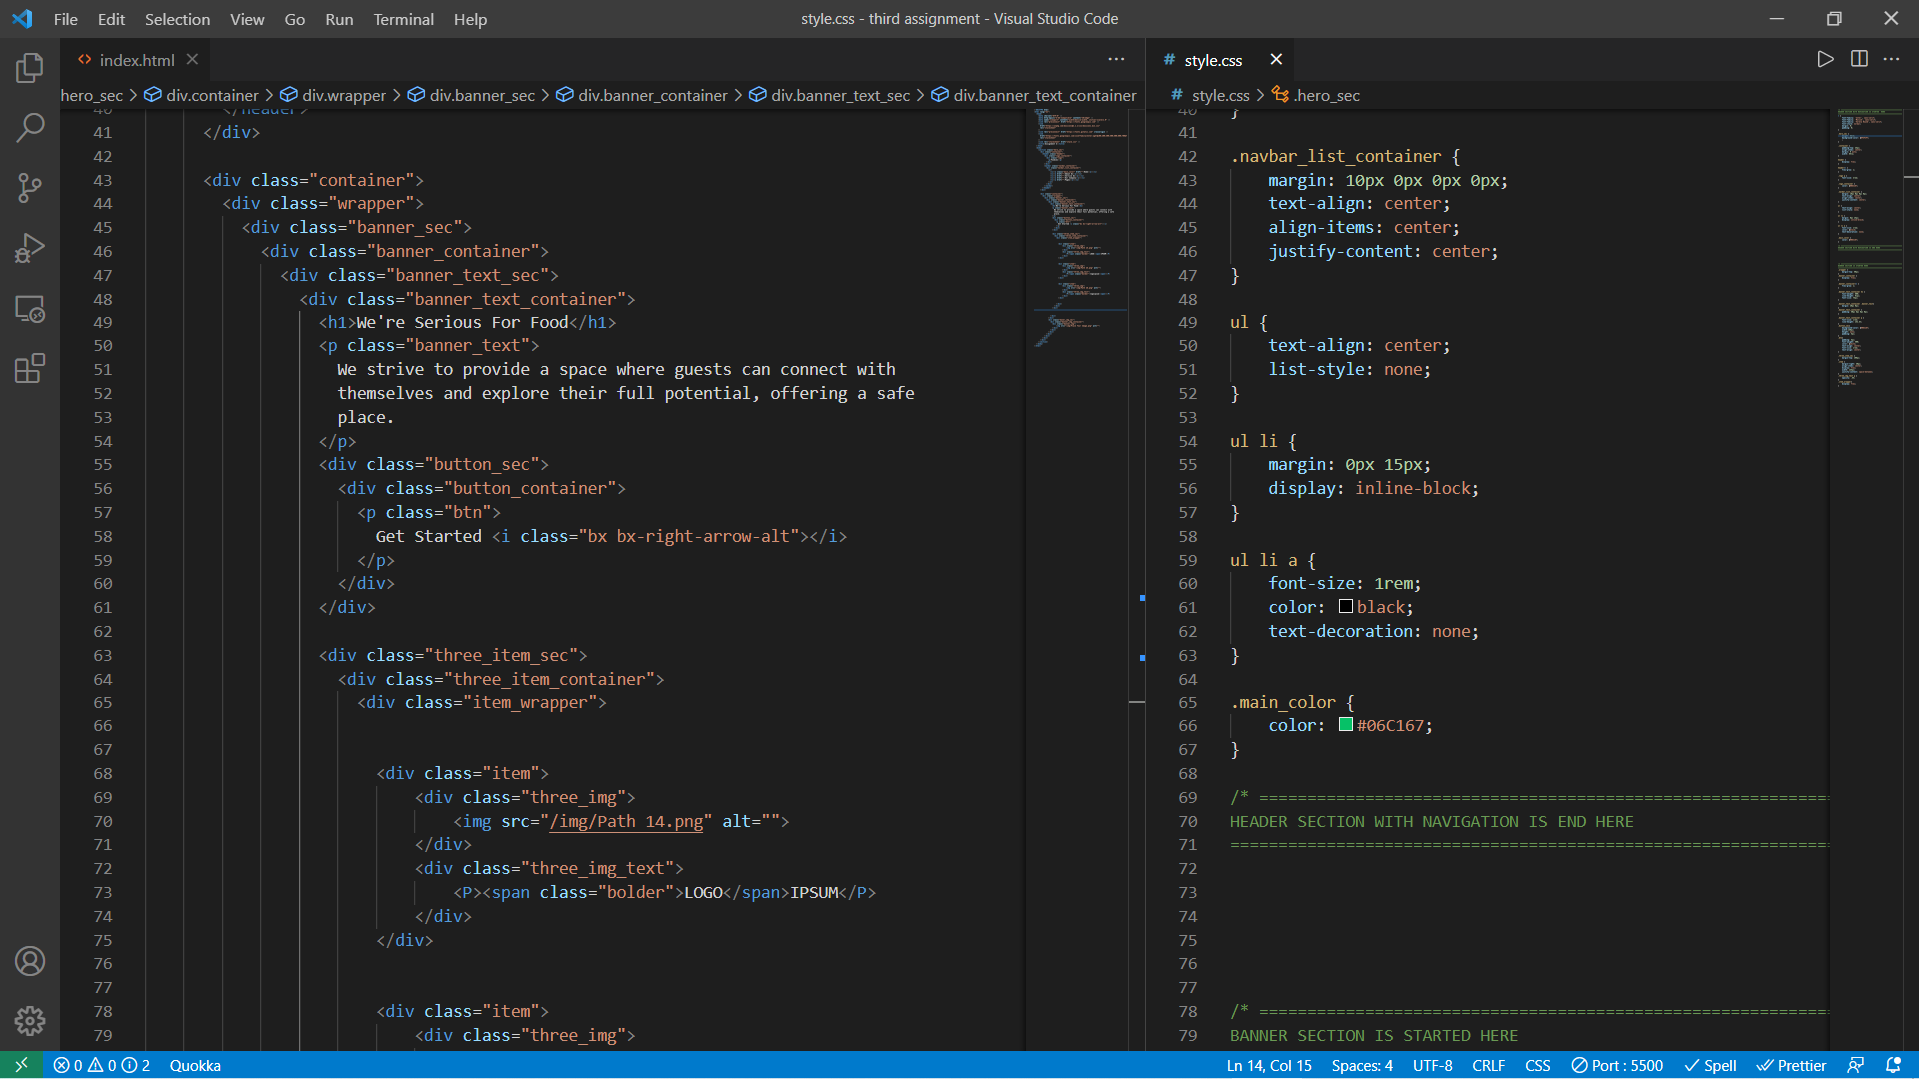 File Edit Selection View Go Run Terminal Help
style.css - third assignment - Visual Studio Code
index.html
hero_sec > div.container > div.wrapper > div.banner_sec > div.banner_container > div.banner_text_sec > div.banner_text_container
40 </header>
41 </div>
42
43 <div class="container">
44 <div class="wrapper">
45 <div class="banner_sec">
46 <div class="banner_container">
47 <div class="banner_text_sec">
48 <div class="banner_text_container">
49 <h1>We're Serious For Food</h1>
50 <p class="banner_text">
51 We strive to provide a space where guests can connect with
52 themselves and explore their full potential, offering a safe
53 place.
54 </p>
55 <div class="button_sec">
56 <div class="button_container">
57 <p class="btn">
58 Get Started <i class="bx bx-right-arrow-alt"></i>
59 </p>
60 </div>
61 </div>
62
63 <div class="three_item_sec">
64 <div class="three_item_container">
65 <div class="item_wrapper">
66
67
68 <div class="item">
69 <div class="three_img">
70 <img src="/img/Path 14.png" alt="">
71 </div>
72 <div class="three_img_text">
73 <P><span class="bolder">LOGO</span>IPSUM</P>
74 </div>
75 </div>
76
77
78 <div class="item">
79 <div class="three_img">
# style.css
# style.css > .hero_sec
40 }
41
42 .navbar_list_container {
43 margin: 10px 0px 0px 0px;
44 text-align: center;
45 align-items: center;
46 justify-content: center;
47 }
48
49 ul {
50 text-align: center;
51 list-style: none;
52 }
53
54 ul li {
55 margin: 0px 15px;
56 display: inline-block;
57 }
58
59 ul li a {
60 font-size: 1rem;
61 color: black;
62 text-decoration: none;
63 }
64
65 .main_color {
66 color: #06C167;
67 }
68
69 /* ============================================================
70 HEADER SECTION WITH NAVIGATION IS END HERE
71 ===============================================================
72
73
74
75
76
77
78 /* ============================================================
79 BANNER SECTION IS STARTED HERE
0 0 2 Quokka
Ln 14, Col 15 Spaces: 4 UTF-8 CRLF CSS Port : 5500 Spell Prettier